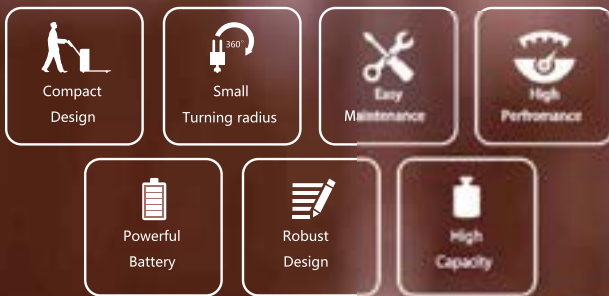 Compact
Design
360°
Small
Turning radius
Easy
Maintenance
High
Perfromance
Powerful
Battery
Robust
Design
High
Capacity